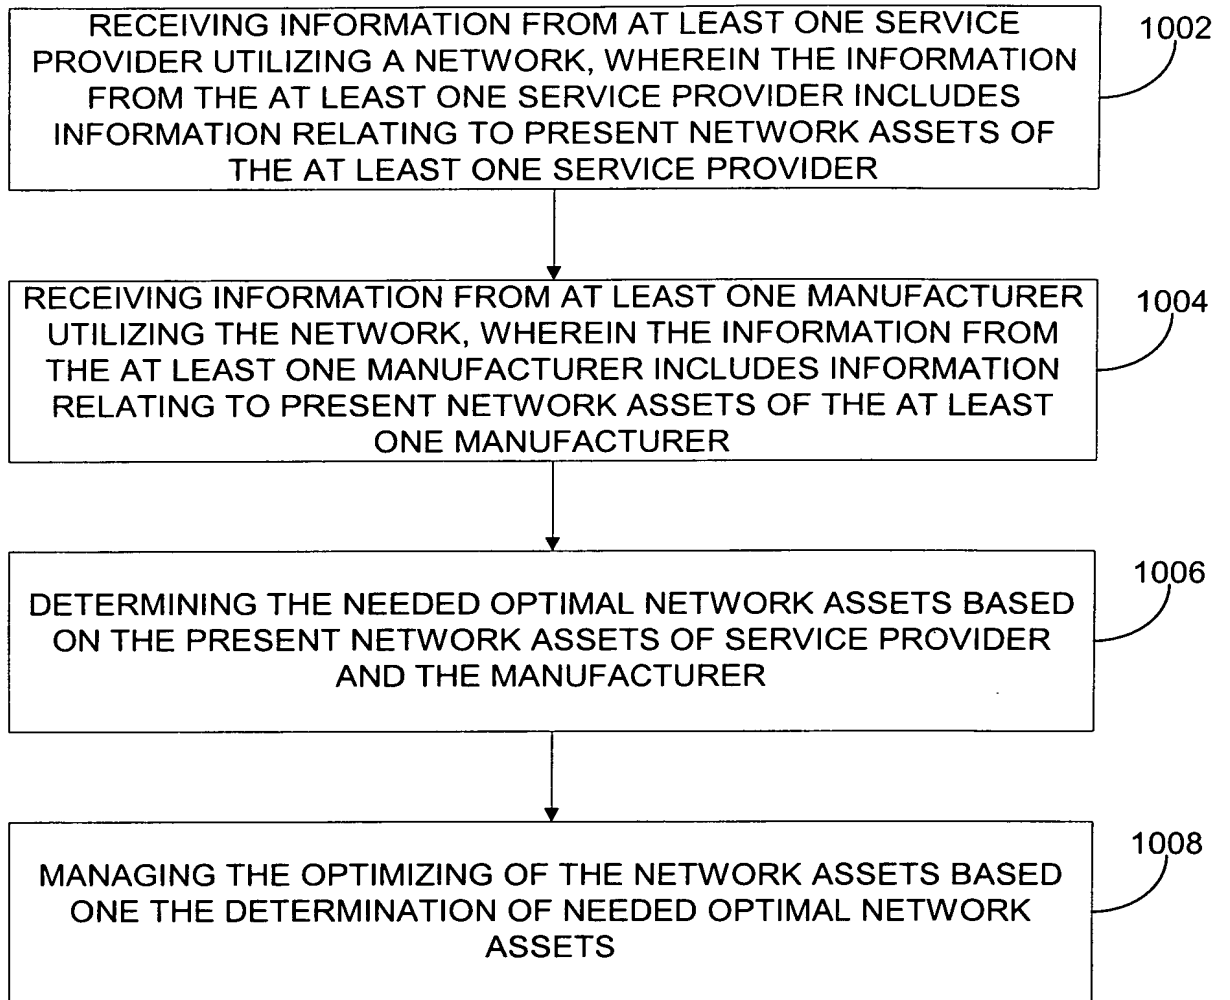 RECEIVING INFORMATION FROM AT LEAST ONE SERVICE
PROVIDER UTILIZING A NETWORK, WHEREIN THE INFORMATION
FROM THE AT LEAST ONE SERVICE PROVIDER INCLUDES
INFORMATION RELATING TO PRESENT NETWORK ASSETS OF
THE AT LEAST ONE SERVICE PROVIDER
1002
RECEIVING INFORMATION FROM AT LEAST ONE MANUFACTURER
UTILIZING THE NETWORK, WHEREIN THE INFORMATION FROM
THE AT LEAST ONE MANUFACTURER INCLUDES INFORMATION
RELATING TO PRESENT NETWORK ASSETS OF THE AT LEAST
ONE MANUFACTURER
1004
DETERMINING THE NEEDED OPTIMAL NETWORK ASSETS BASED
ON THE PRESENT NETWORK ASSETS OF SERVICE PROVIDER
AND THE MANUFACTURER
1006
MANAGING THE OPTIMIZING OF THE NETWORK ASSETS BASED
ONE THE DETERMINATION OF NEEDED OPTIMAL NETWORK
ASSETS
1008